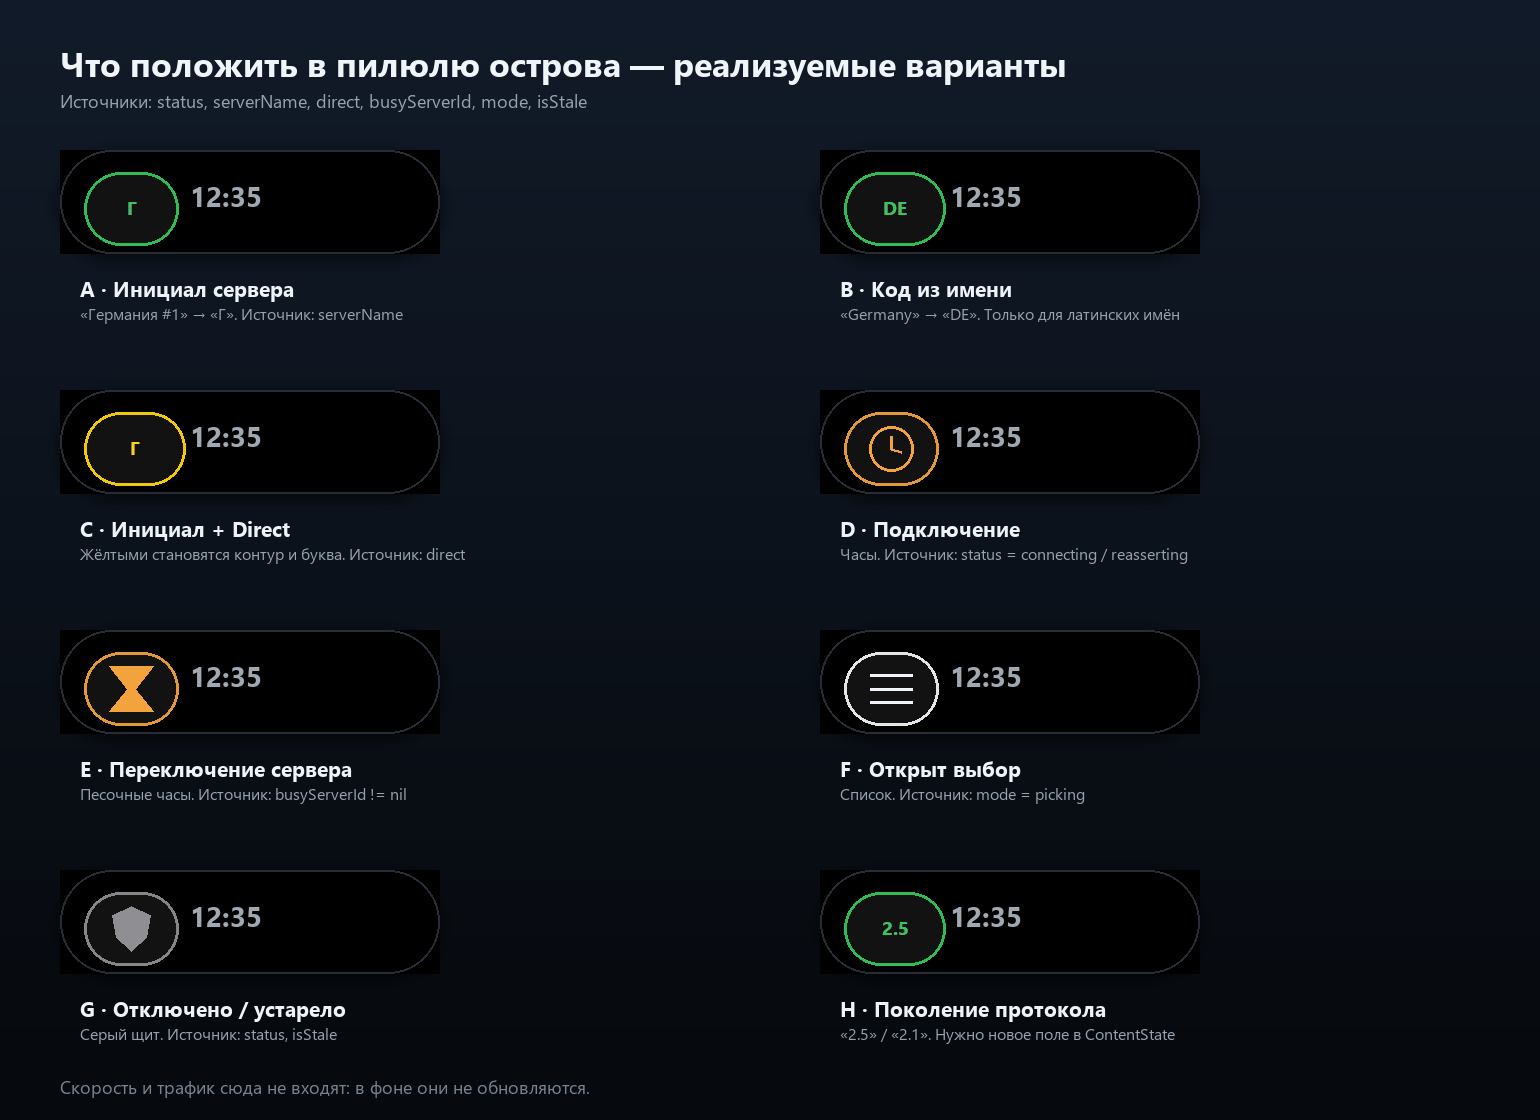 Что положить в пилюлю острова — реализуемые варианты
Источники: status, serverName, direct, busyServerId, mode, isStale
Г 12:35
A · Инициал сервера
«Германия #1» → «Г». Источник: serverName
DE 12:35
B · Код из имени
«Germany» → «DE». Только для латинских имён
Г 12:35
C · Инициал + Direct
Жёлтыми становятся контур и буква. Источник: direct
12:35
D · Подключение
Часы. Источник: status = connecting / reasserting
12:35
E · Переключение сервера
Песочные часы. Источник: busyServerId != nil
12:35
F · Открыт выбор
Список. Источник: mode = picking
12:35
G · Отключено / устарело
Серый щит. Источник: status, isStale
2.5 12:35
H · Поколение протокола
«2.5» / «2.1». Нужно новое поле в ContentState
Скорость и трафик сюда не входят: в фоне они не обновляются.